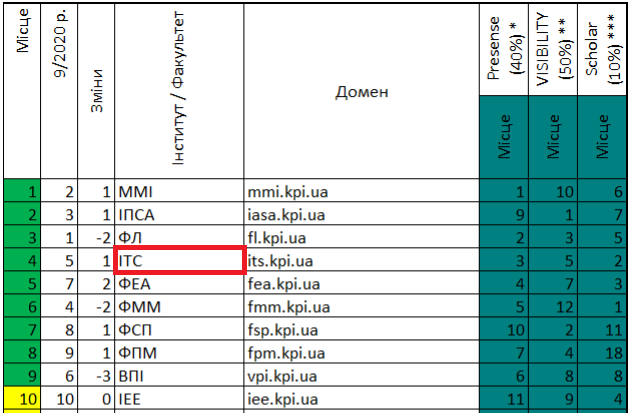 Місце 9/2020 р. Зміни Інститут / Факультет Домен Presense (40%) * VISIBILITY (50%) ** Scholar (10%) ***
Місце Місце Місце
1 2 1 ММІ mmi.kpi.ua 1 10 6
2 3 1 ІПСА iasa.kpi.ua 9 1 7
3 1 -2 ФЛ fl.kpi.ua 2 3 5
4 5 1 ІТС its.kpi.ua 3 5 2
5 7 2 ФЕА fea.kpi.ua 4 7 3
6 4 -2 ФММ fmm.kpi.ua 5 12 1
7 8 1 ФСП fsp.kpi.ua 10 2 11
8 9 1 ФПМ fpm.kpi.ua 7 4 18
9 6 -3 ВПІ vpi.kpi.ua 6 8 8
10 10 0 ІЕЕ iee.kpi.ua 11 9 4